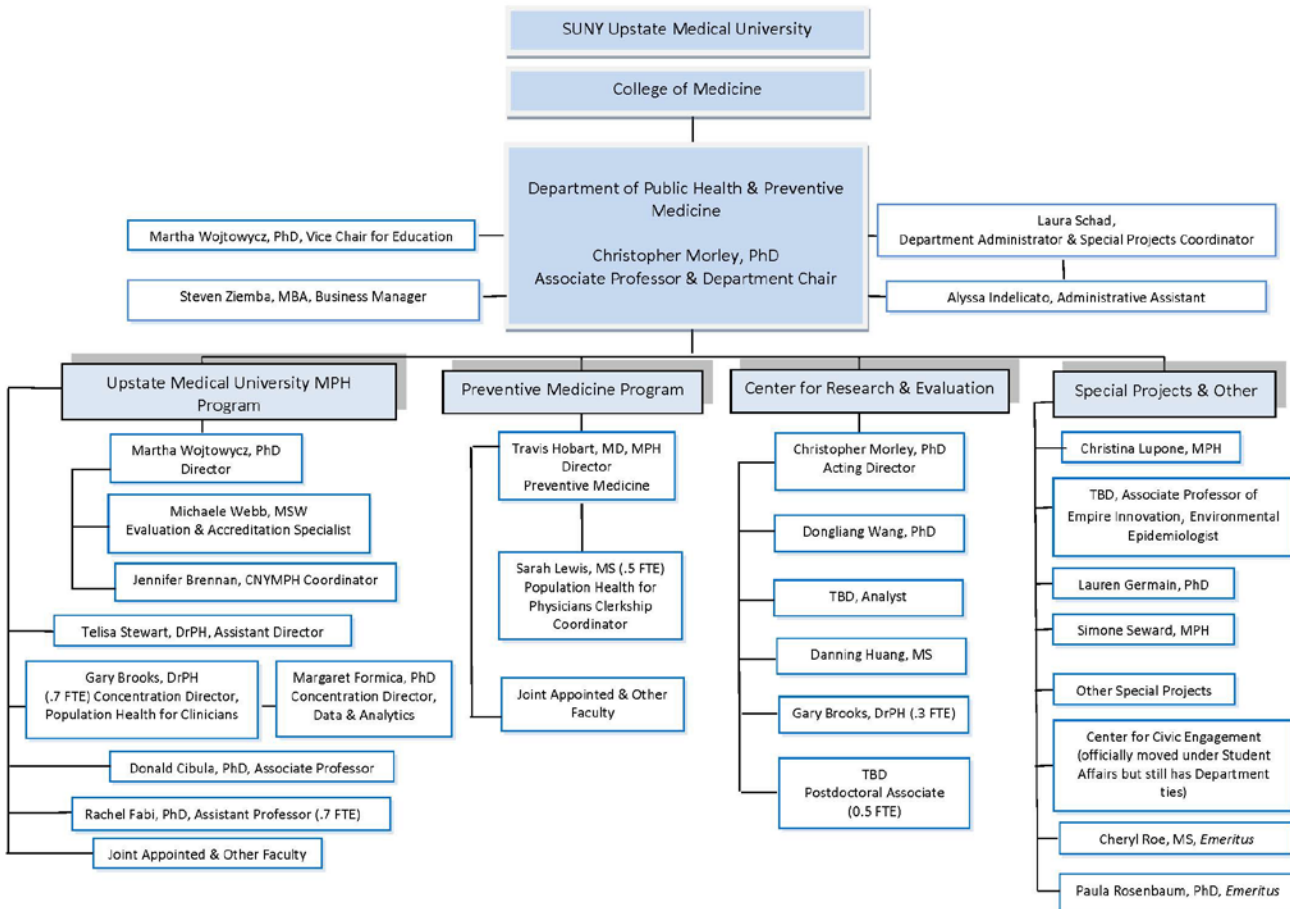 SUNY Upstate Medical University
College of Medicine
Department of Public Health & Preventive
Medicine
Christopher Morley, PhD
Associate Professor & Department Chair
Martha Wojtowycz, PhD, Vice Chair for Education
Steven Ziemba, MBA, Business Manager
Laura Schad,
Department Administrator & Special Projects Coordinator
Alyssa Indelicato, Administrative Assistant
Upstate Medical University MPH
Program
Martha Wojtowycz, PhD
Director
Michaele Webb, MSW
Evaluation & Accreditation Specialist
Jennifer Brennan, CNYMPH Coordinator
Telisa Stewart, DrPH, Assistant Director
Gary Brooks, DrPH
(.7 FTE) Concentration Director,
Population Health for Clinicians
Margaret Formica, PhD
Concentration Director,
Data & Analytics
Donald Cibula, PhD, Associate Professor
Rachel Fabi, PhD, Assistant Professor (.7 FTE)
Joint Appointed & Other Faculty
Preventive Medicine Program
Travis Hobart, MD, MPH
Director
Preventive Medicine
Sarah Lewis, MS (.5 FTE)
Population Health for
Physicians Clerkship
Coordinator
Joint Appointed & Other
Faculty
Center for Research & Evaluation
Christopher Morley, PhD
Acting Director
Dongliang Wang, PhD
TBD, Analyst
Danning Huang, MS
Gary Brooks, DrPH (.3 FTE)
TBD
Postdoctoral Associate
(0.5 FTE)
Special Projects & Other
Christina Lupone, MPH
TBD, Associate Professor of
Empire Innovation, Environmental
Epidemiologist
Lauren Germain, PhD
Simone Seward, MPH
Other Special Projects
Center for Civic Engagement
(officially moved under Student
Affairs but still has Department
ties)
Cheryl Roe, MS, Emeritus
Paula Rosenbaum, PhD, Emeritus